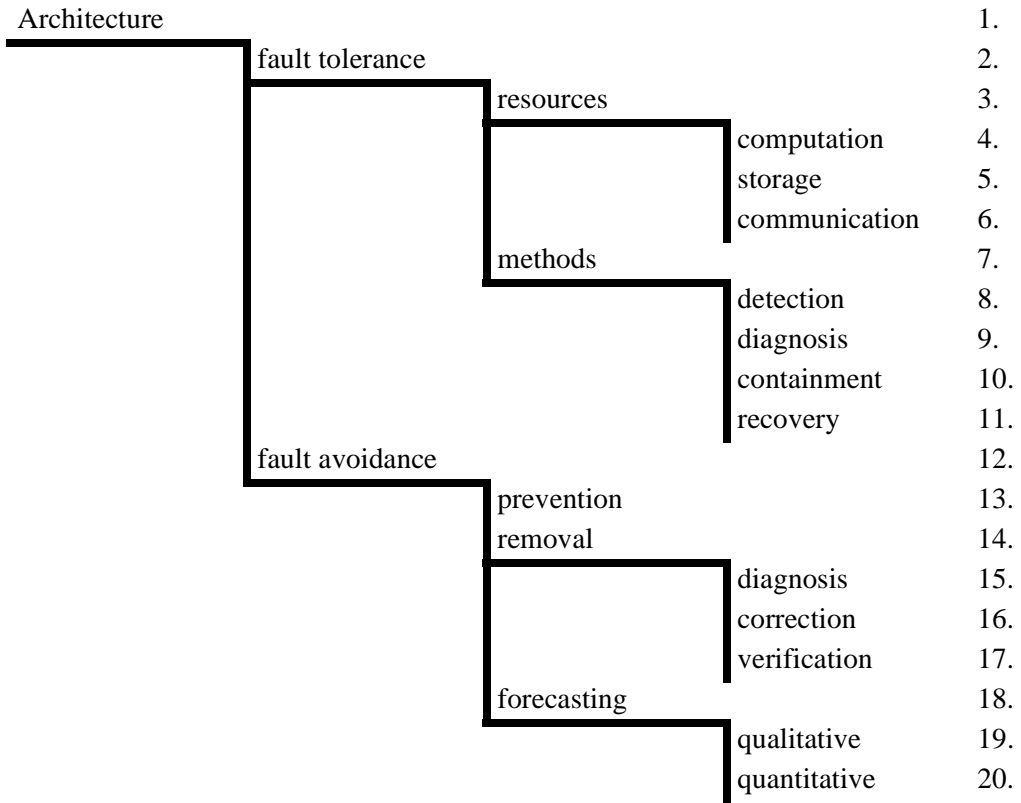 Architecture 1.
fault tolerance 2.
resources 3.
computation 4.
storage 5.
communication 6.
methods 7.
detection 8.
diagnosis 9.
containment 10.
recovery 11.
fault avoidance 12.
prevention 13.
removal 14.
diagnosis 15.
correction 16.
verification 17.
forecasting 18.
qualitative 19.
quantitative 20.